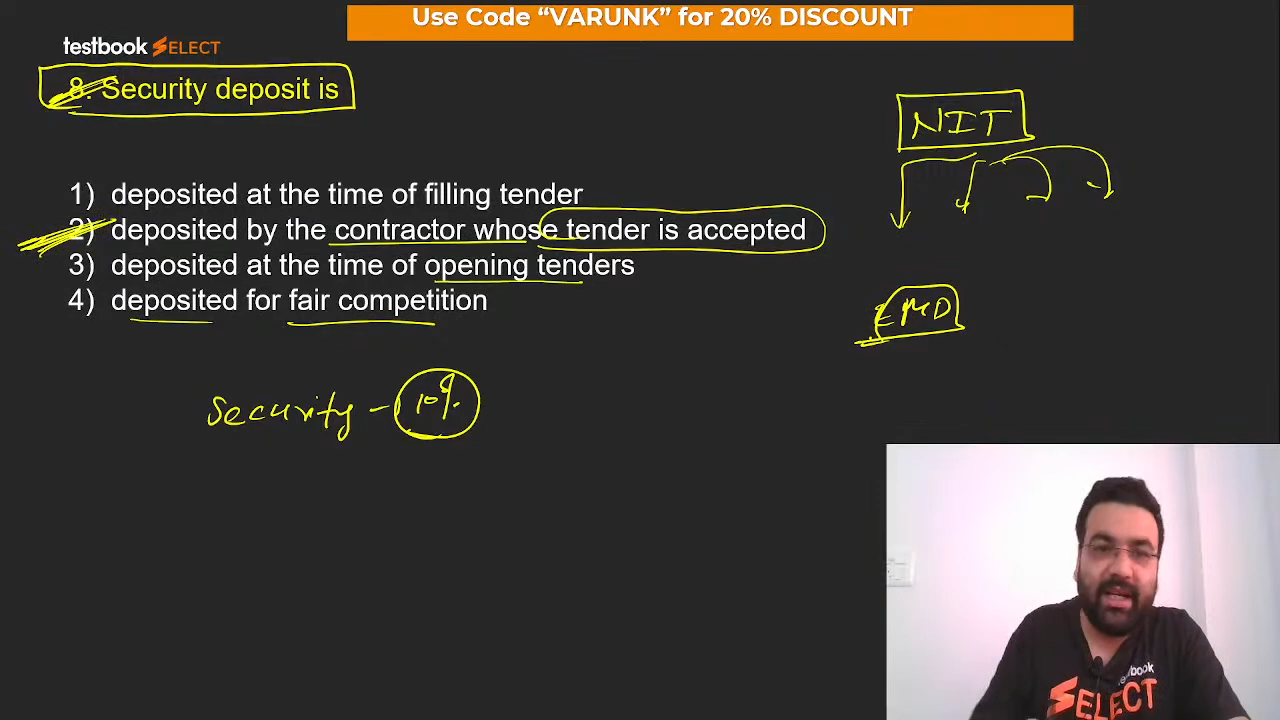 Use Code “VARUNK” for 20% DISCOUNT
testbook SELECT
8. Security deposit is
NIT
1) deposited at the time of filling tender
2) deposited by the contractor whose tender is accepted
3) deposited at the time of opening tenders
4) deposited for fair competition
EMD
Security - 10%
testbook
SELECT